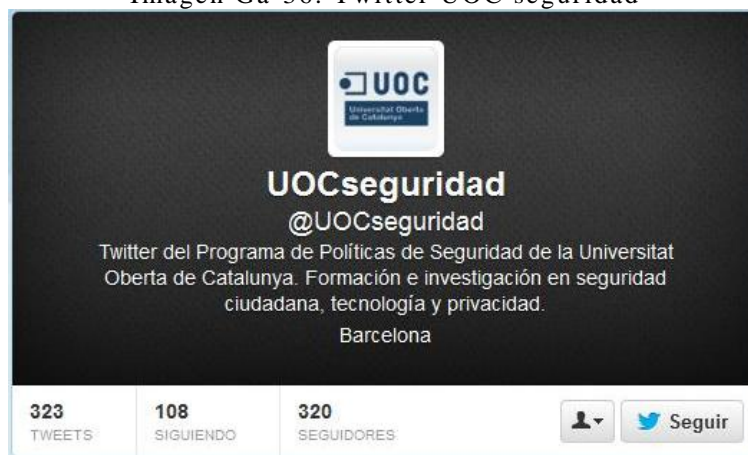 Imagen Ga 36. Twitter UOC seguridad
UOC
Universitat Oberta
de Catalunya
UOCseguridad
@UOCseguridad
Twitter del Programa de Políticas de Seguridad de la Universitat
Oberta de Catalunya. Formación e investigación en seguridad
ciudadana, tecnología y privacidad.
Barcelona
323 108 320
TWEETS SIGUIENDO SEGUIDORES
Seguir